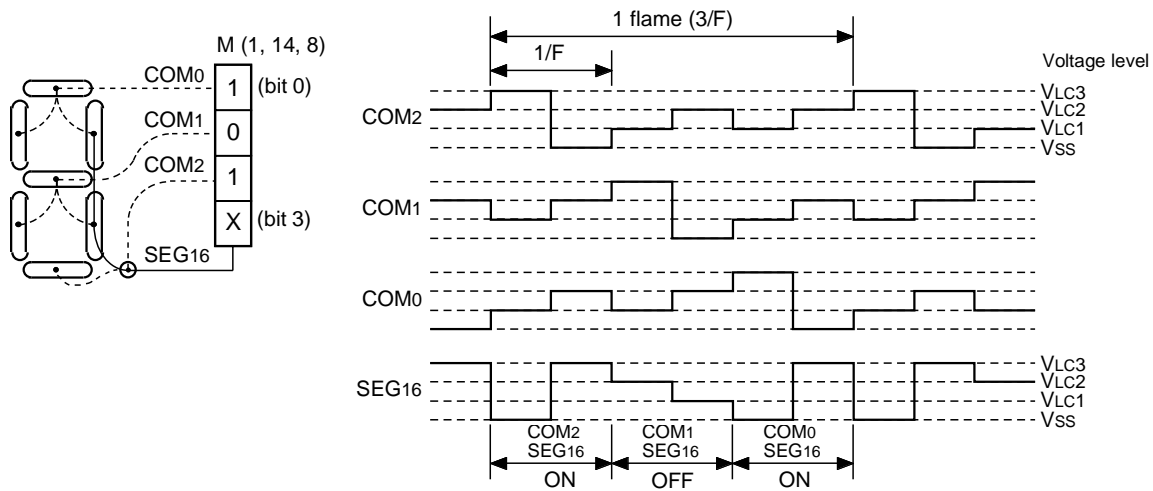 M (1, 14, 8)
COM0
1
(bit 0)
COM1
0
COM2
1
X
(bit 3)
SEG16
1 flame (3/F)
1/F
Voltage level
COM2
VLC3
VLC2
VLC1
VSS
COM1
COM0
SEG16
VLC3
VLC2
VLC1
VSS
COM2
SEG16
ON
COM1
SEG16
OFF
COM0
SEG16
ON